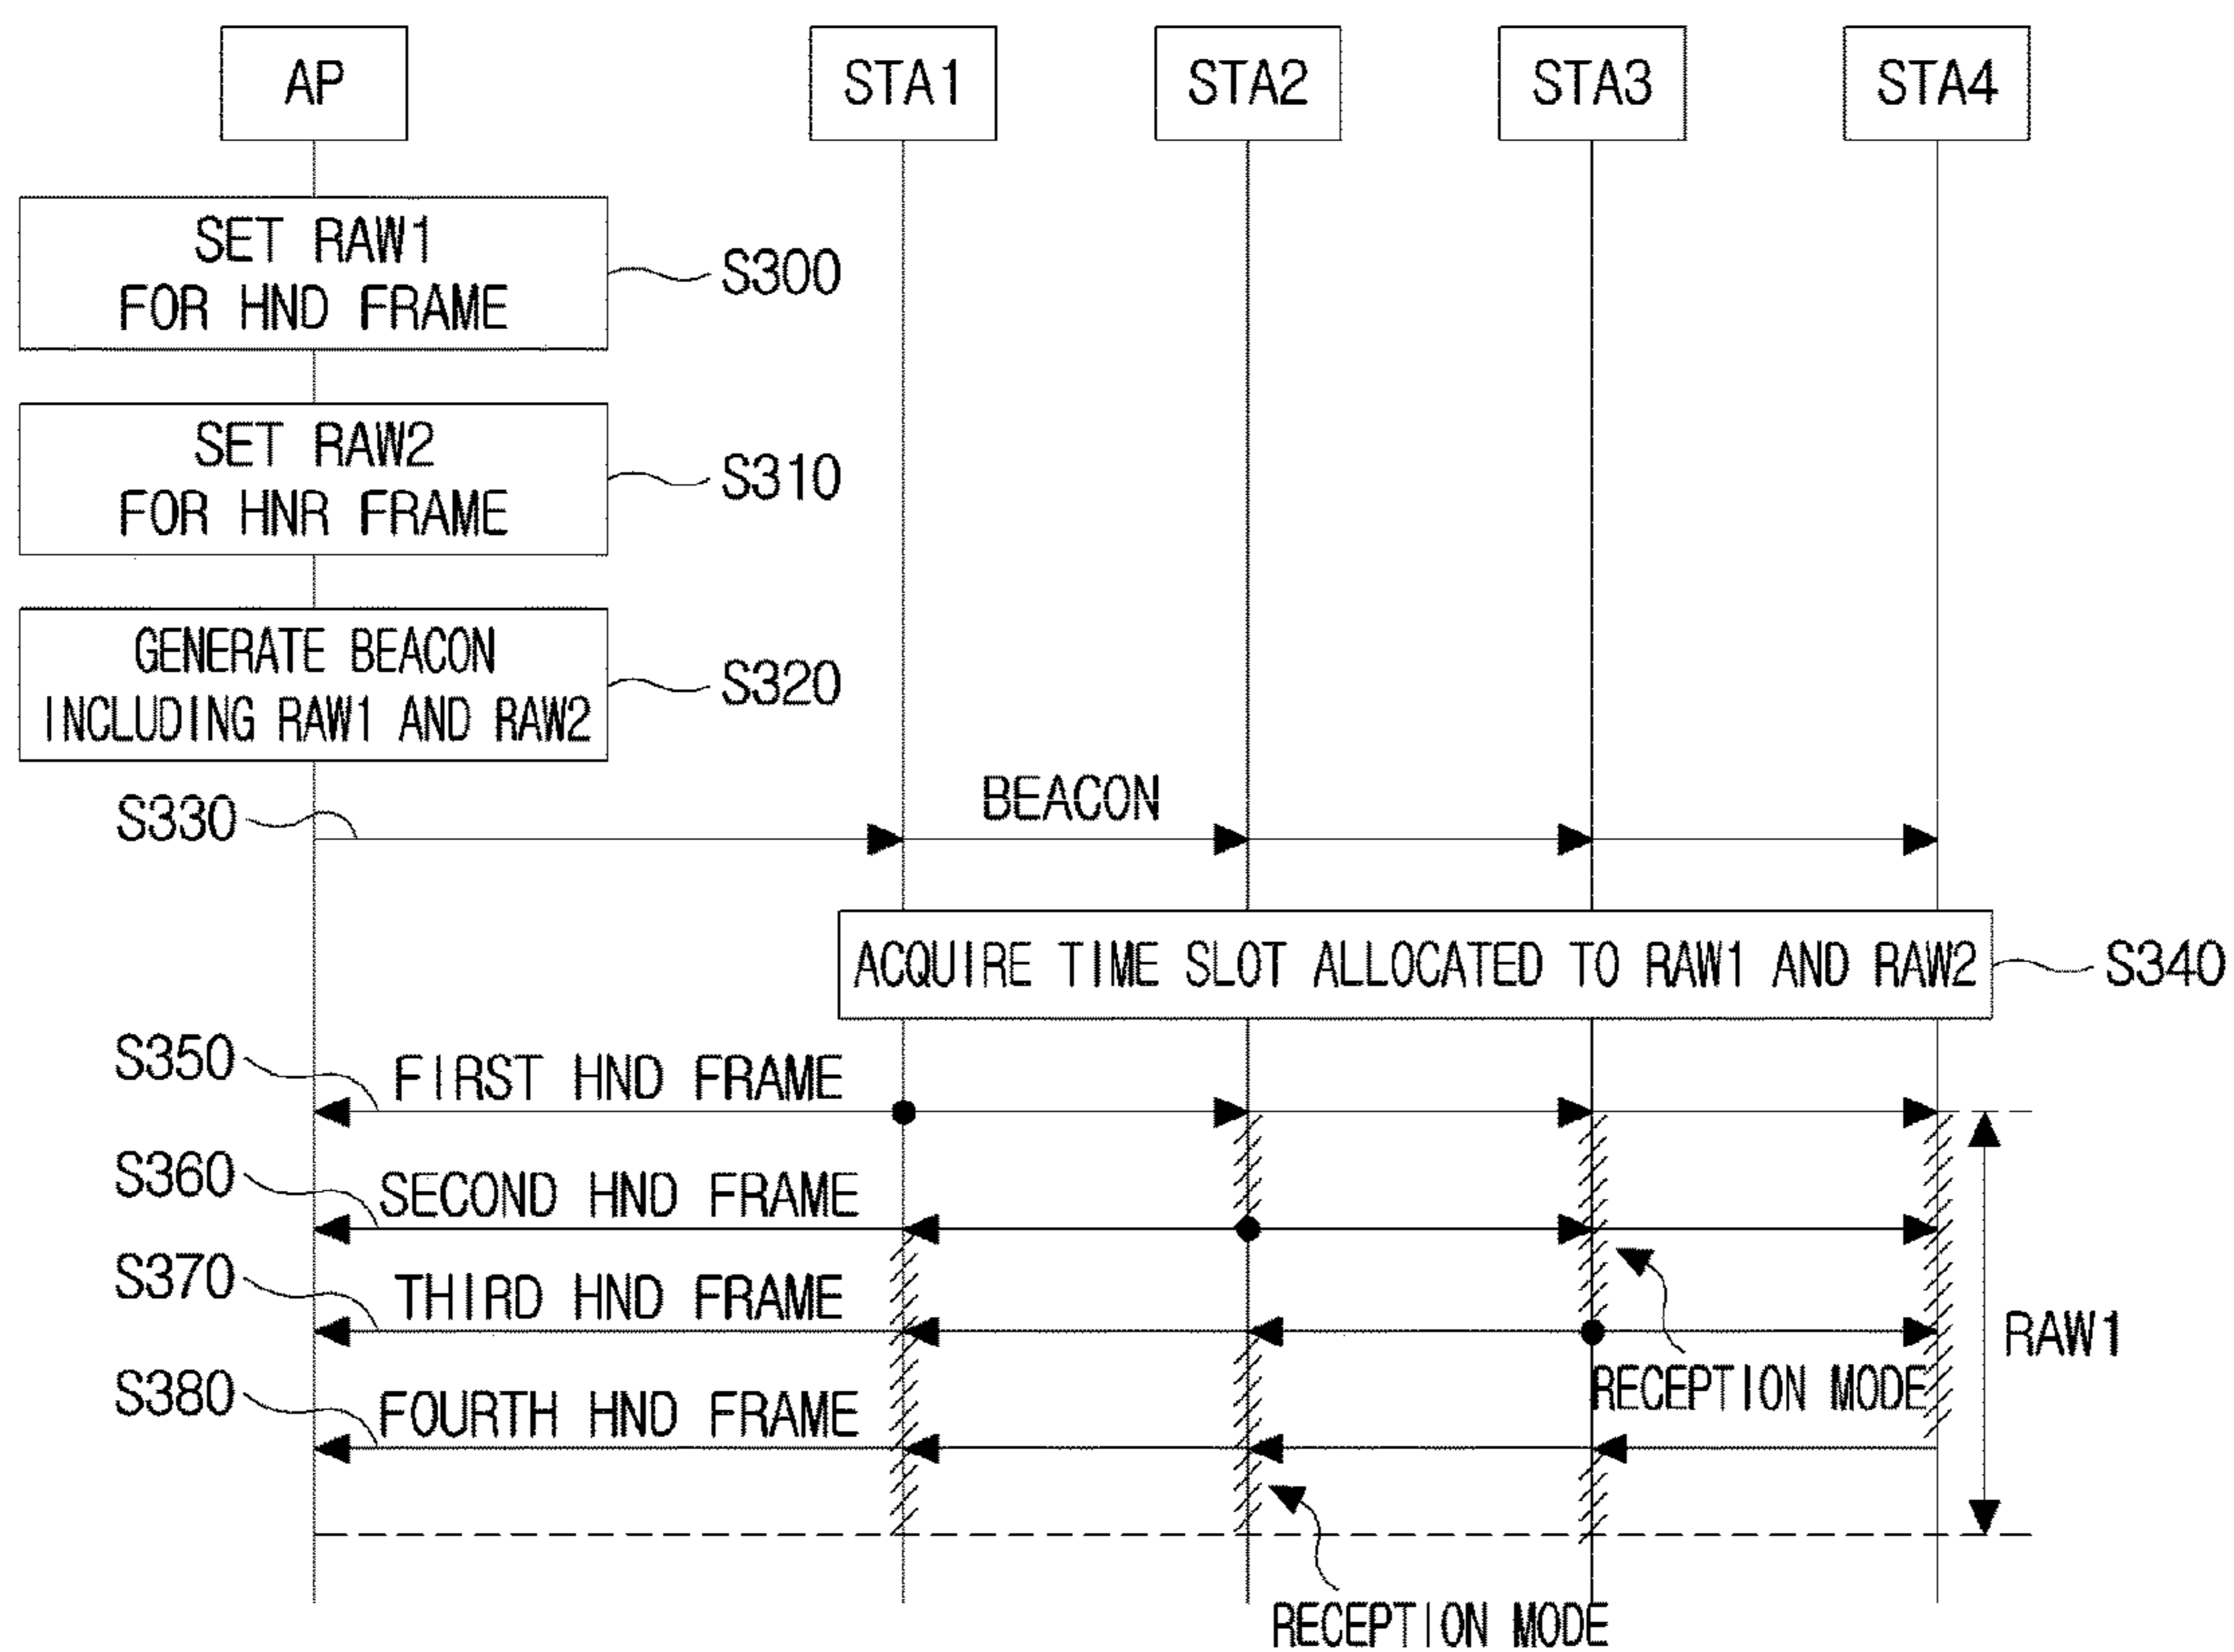 AP
STA1
STA2
STA3
STA4
SET RAW1
FOR HND FRAME
S300
SET RAW2
FOR HNR FRAME
S310
GENERATE BEACON
INCLUDING RAW1 AND RAW2
S320
S330
BEACON
ACQUIRE TIME SLOT ALLOCATED TO RAW1 AND RAW2
S340
S350
FIRST HND FRAME
S360
SECOND HND FRAME
S370
THIRD HND FRAME
RAW1
RECEPTION MODE
S380
FOURTH HND FRAME
RECEPTION MODE